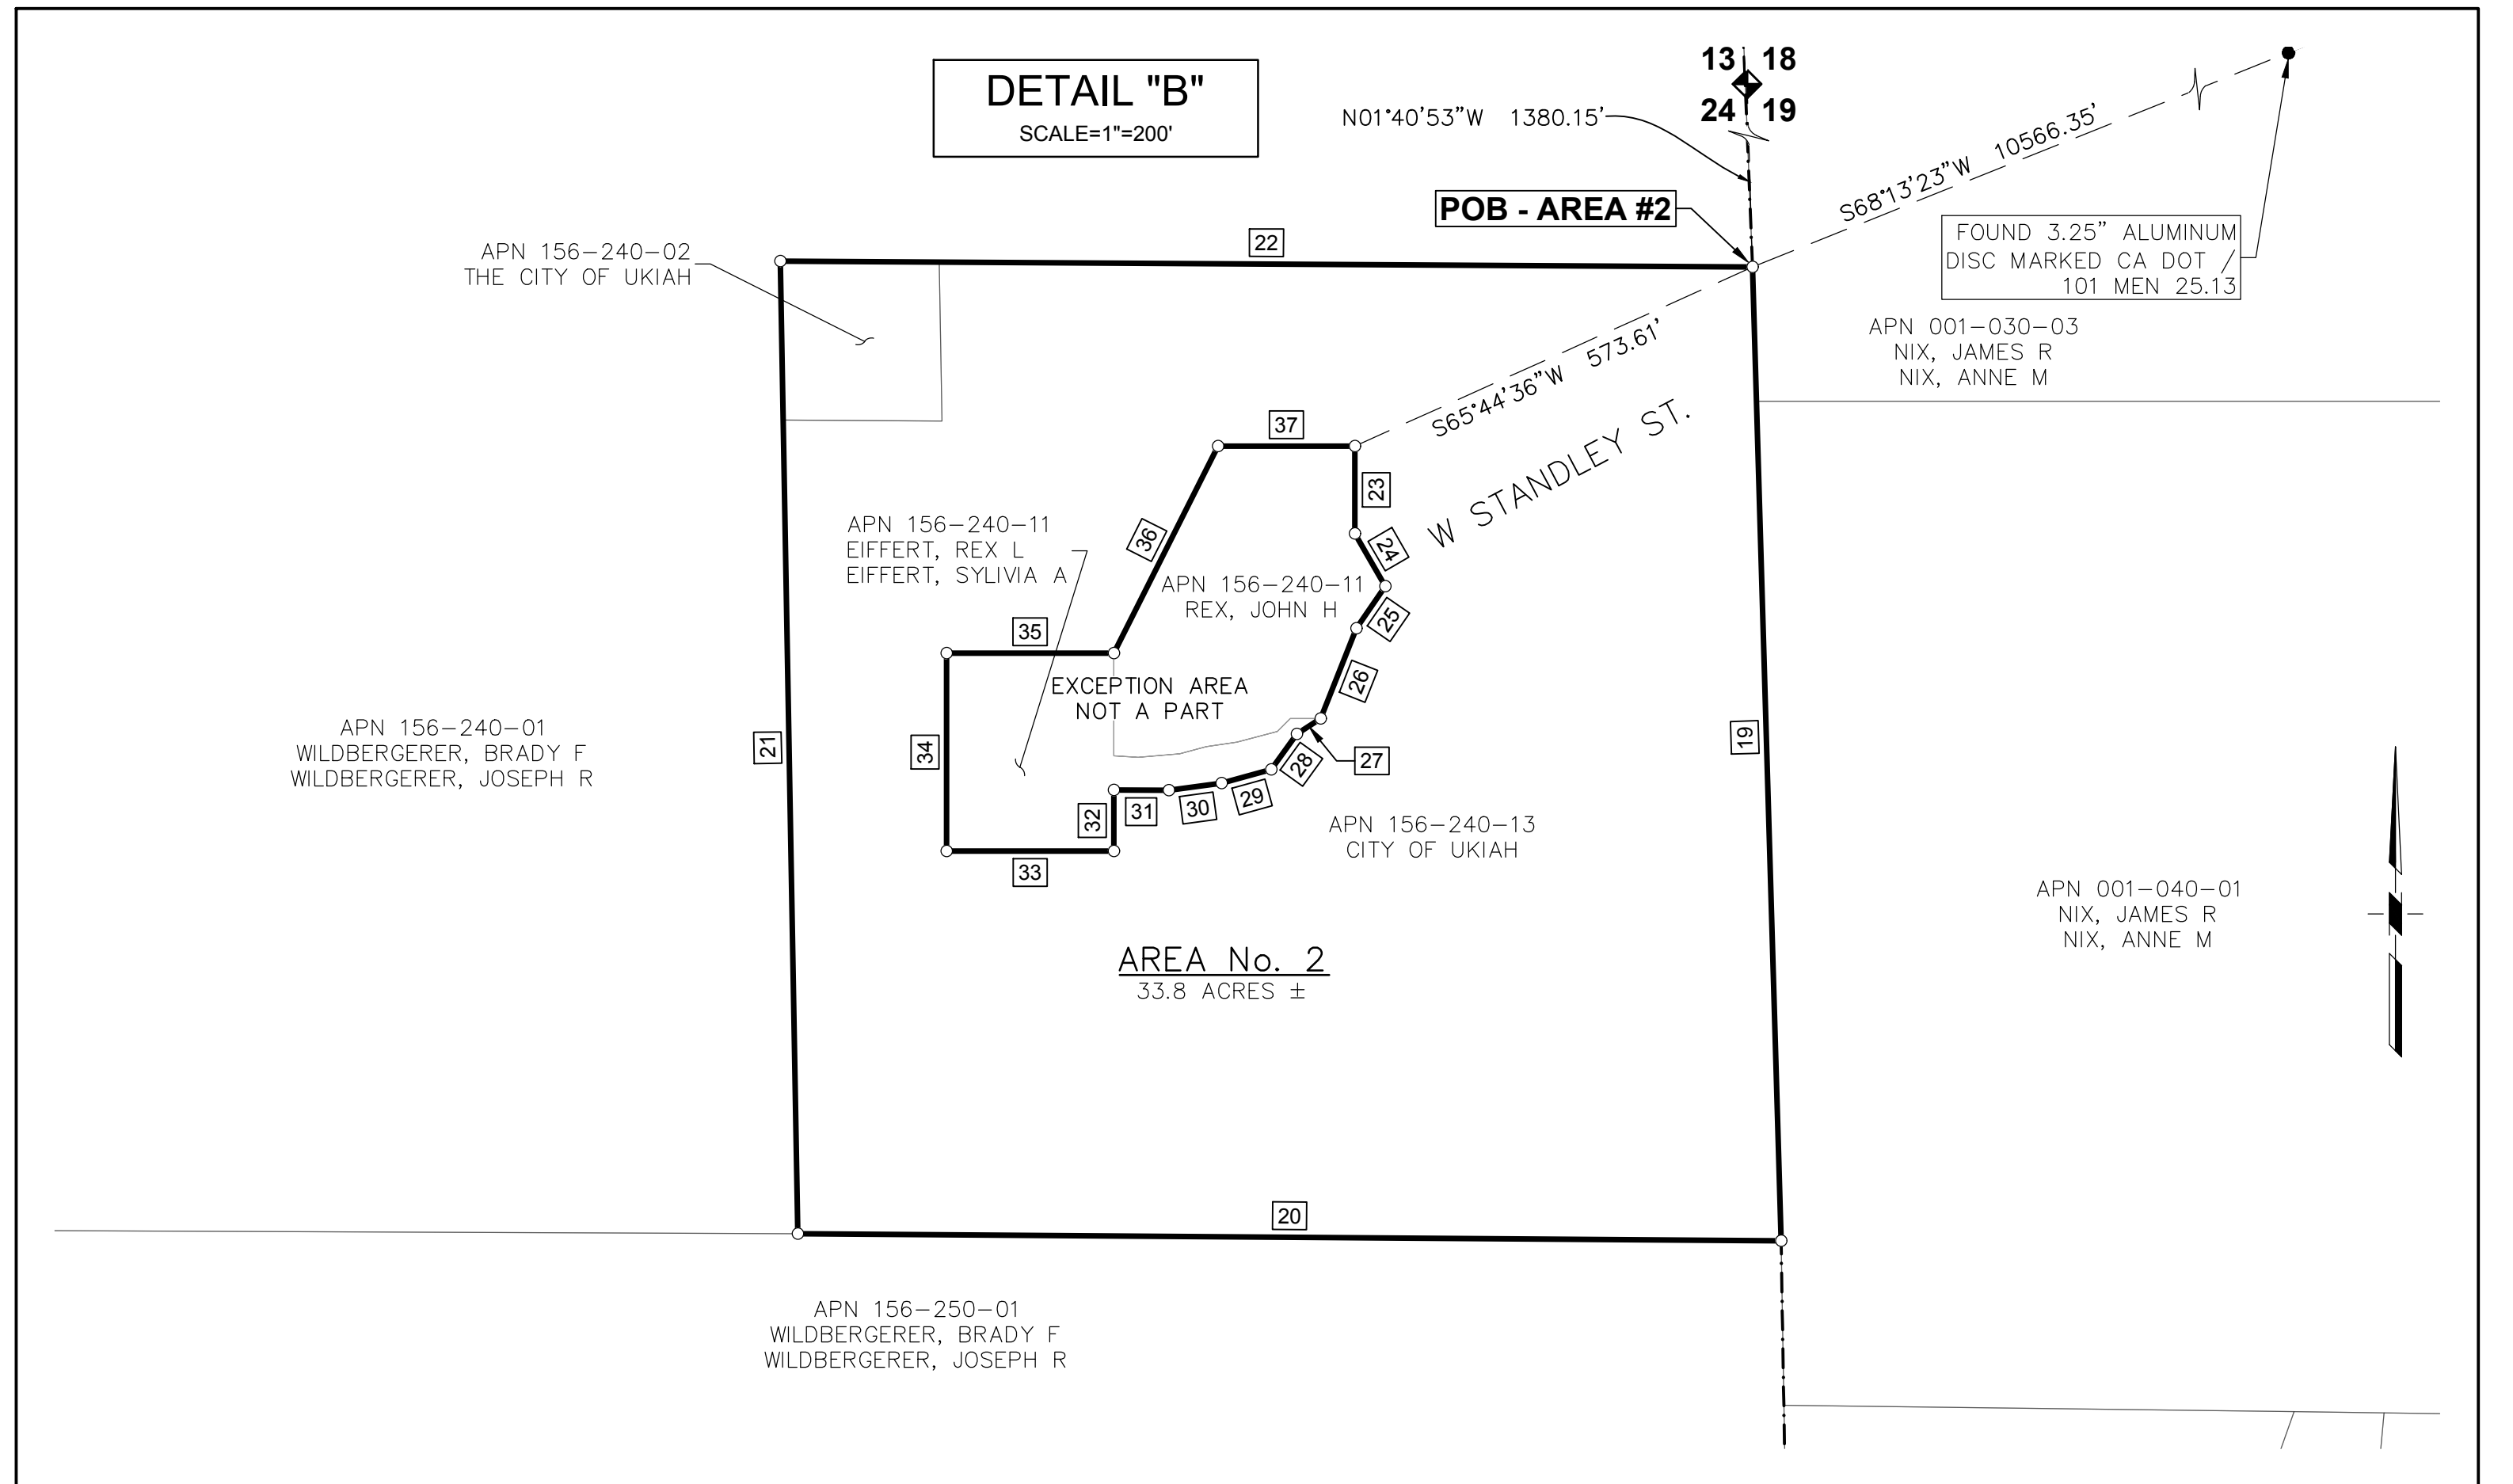 DETAIL "B"
SCALE=1"=200'
13 18
24 19
N01°40'53"W 1380.15'
S68°13'23"W 10566.35'
POB - AREA #2
FOUND 3.25" ALUMINUM
DISC MARKED CA DOT /
101 MEN 25.13
APN 156-240-02
THE CITY OF UKIAH
22
APN 001-030-03
NIX, JAMES R
NIX, ANNE M
S65°44'36"W 573.61'
W STANDLEY ST.
37
23
24
36
25
APN 156-240-11
EIFFERT, REX L
EIFFERT, SYLIVIA A
APN 156-240-11
REX, JOHN H
35
26
EXCEPTION AREA
NOT A PART
APN 156-240-01
WILDBERGERER, BRADY F
WILDBERGERER, JOSEPH R
21
34
19
27
28
29
30
31
32
33
APN 156-240-13
CITY OF UKIAH
APN 001-040-01
NIX, JAMES R
NIX, ANNE M
AREA No. 2
33.8 ACRES ±
20
APN 156-250-01
WILDBERGERER, BRADY F
WILDBERGERER, JOSEPH R